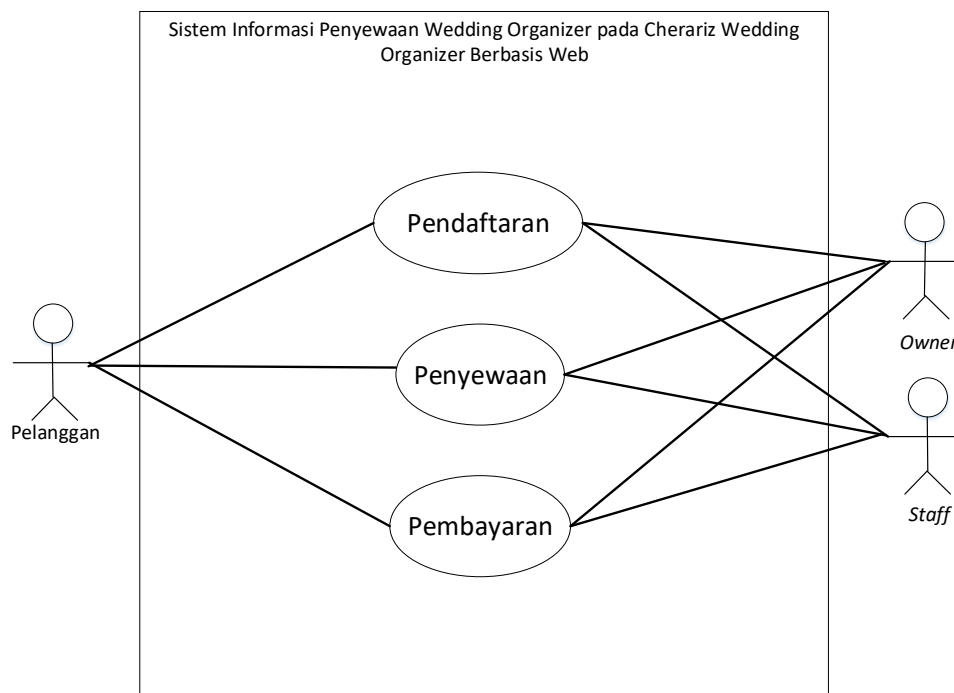 Sistem Informasi Penyewaan Wedding Organizer pada Cherariz Wedding
Organizer Berbasis Web
Pendaftaran
Penyewaan
Pembayaran
Pelanggan
Owner
Staff